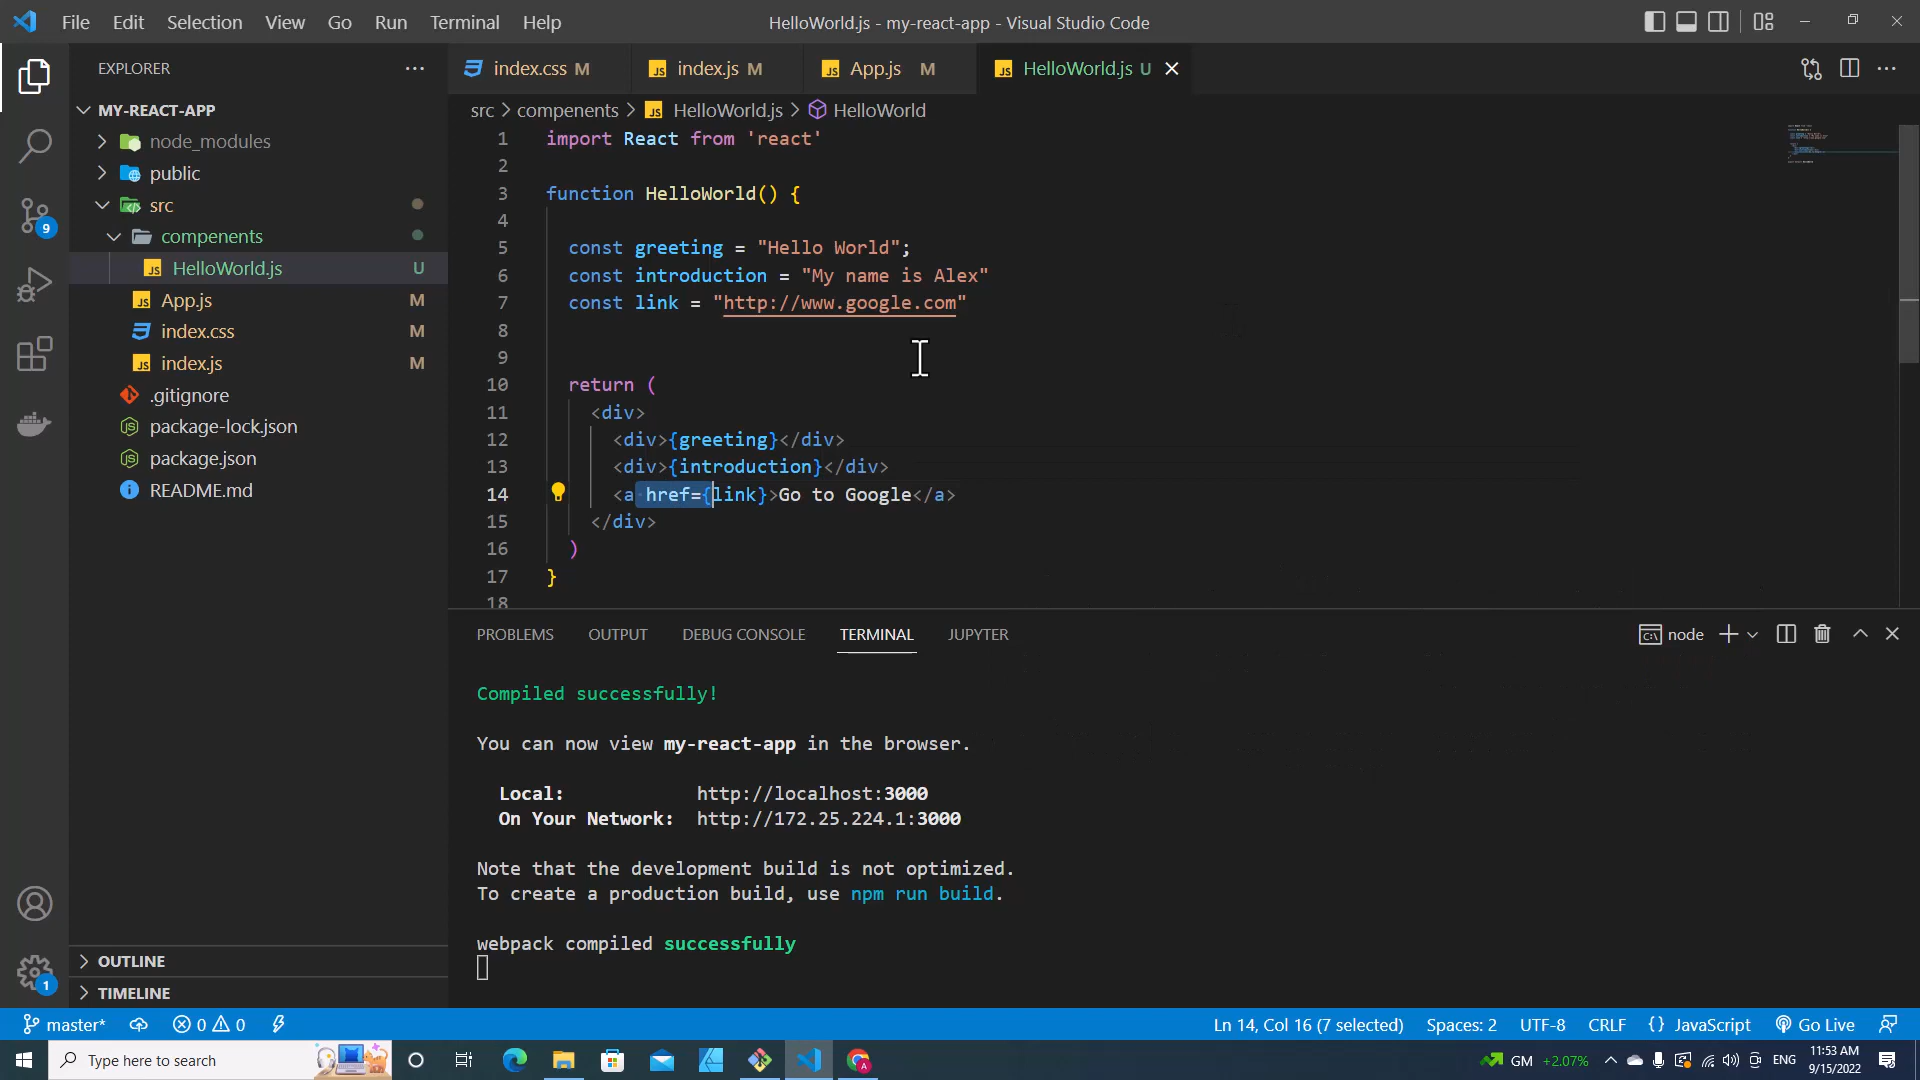 File Edit Selection View Go Run Terminal Help
HelloWorld.js - my-react-app - Visual Studio Code
EXPLORER
index.css M
index.js M
App.js M
HelloWorld.js U
MY-REACT-APP
node_modules
public
src
compenents
HelloWorld.js U
App.js M
index.css M
index.js M
.gitignore
package-lock.json
package.json
README.md
OUTLINE
TIMELINE
9
1
src > compenents > JS HelloWorld.js > HelloWorld
1 import React from 'react'
2
3 function HelloWorld() {
4
5 const greeting = "Hello World";
6 const introduction = "My name is Alex"
7 const link = "http://www.google.com"
8
9
10 return (
11 <div>
12 <div>{greeting}</div>
13 <div>{introduction}</div>
14 <a href={link}>Go to Google</a>
15 </div>
16 )
17 }
18
PROBLEMS OUTPUT DEBUG CONSOLE TERMINAL JUPYTER
node
Compiled successfully!
You can now view my-react-app in the browser.
Local: http://localhost:3000
On Your Network: http://172.25.224.1:3000
Note that the development build is not optimized.
To create a production build, use npm run build.
webpack compiled successfully
master* 0 0 Ln 14, Col 16 (7 selected) Spaces: 2 UTF-8 CRLF {} JavaScript Go Live
Type here to search
GM +2.07% ENG
11:53 AM
9/15/2022